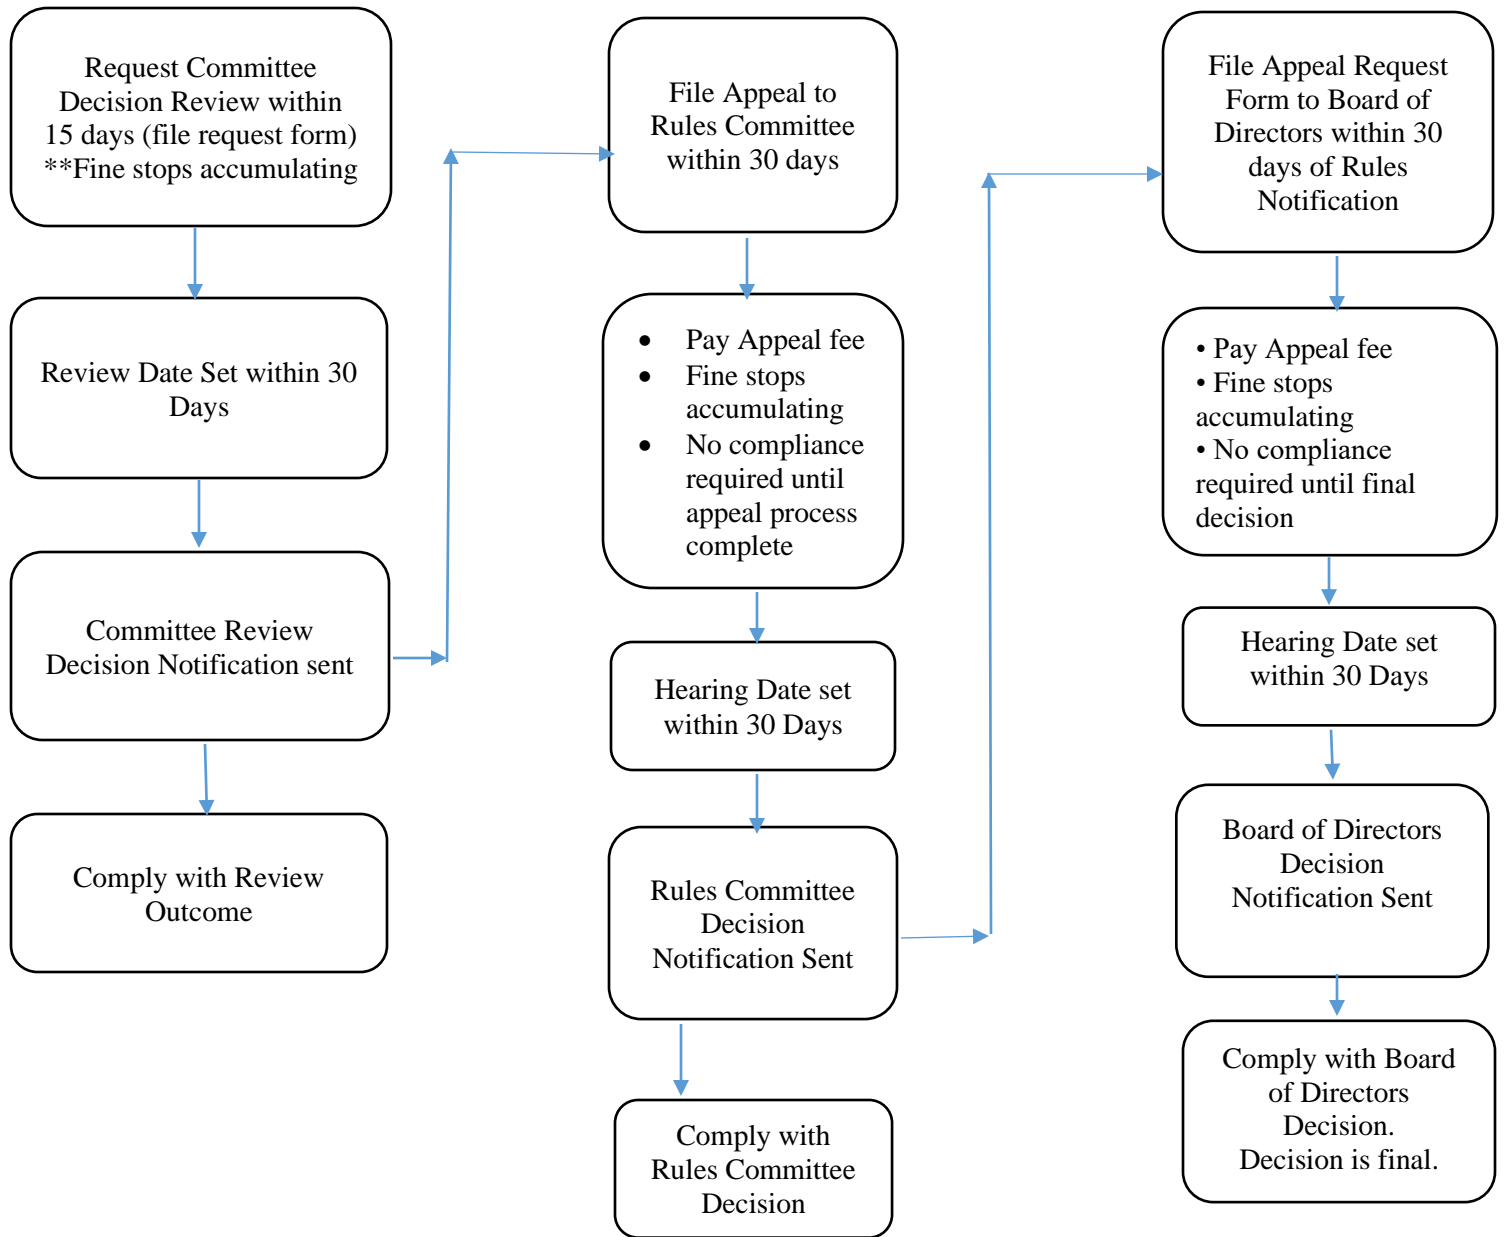 Request Committee
Decision Review within
15 days (file request form)
**Fine stops accumulating
Review Date Set within 30
Days
Committee Review
Decision Notification sent
Comply with Review
Outcome
File Appeal to
Rules Committee
within 30 days
• Pay Appeal fee
• Fine stops
accumulating
• No compliance
required until
appeal process
complete
Hearing Date set
within 30 Days
Rules Committee
Decision
Notification Sent
Comply with
Rules Committee
Decision
File Appeal Request
Form to Board of
Directors within 30
days of Rules
Notification
• Pay Appeal fee
• Fine stops
accumulating
• No compliance
required until final
decision
Hearing Date set
within 30 Days
Board of Directors
Decision
Notification Sent
Comply with Board
of Directors
Decision.
Decision is final.